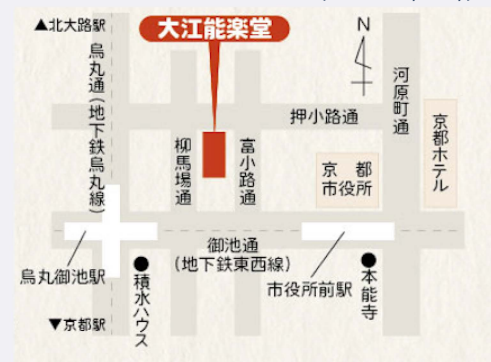 ▲北大路駅
大江能楽堂
N
烏丸通(地下鉄烏丸線)
河原町通
押小路通
京都ホテル
柳馬場通
富小路通
京都
市役所
御池通
(地下鉄東西線)
烏丸御池駅
●積水ハウス
市役所前駅
●本能寺
▼京都駅